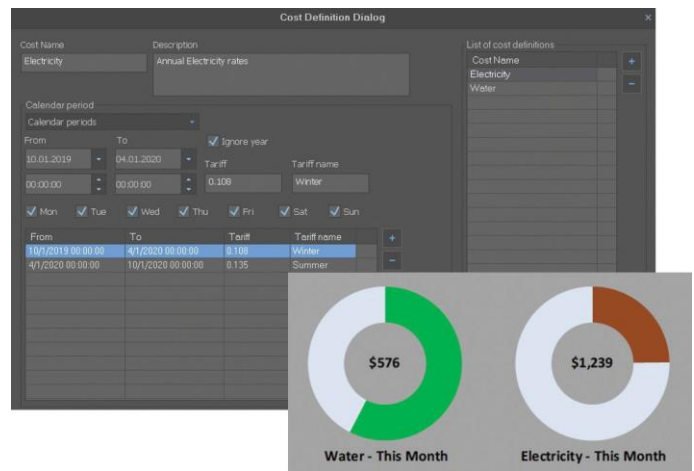 Cost Definition Dialog
×
Cost Name
Description
List of cost definitions
Electricity
Annual Electricity rates
Cost Name
+
Electricity
Water
−
Calendar period
Calendar periods
From
To
Ignore year
10.01.2019
04.01.2020
Tariff
Tariff name
00:00:00
00:00:00
0.108
Winter
Mon
Tue
Wed
Thu
Fri
Sat
Sun
From
To
Tariff
Tariff name
+
10/1/2019 00:00:00
4/1/2020 00:00:00
0.108
Winter
−
4/1/2020 00:00:00
10/1/2020 00:00:00
0.135
Summer
$576
$1,239
Water - This Month
Electricity - This Month